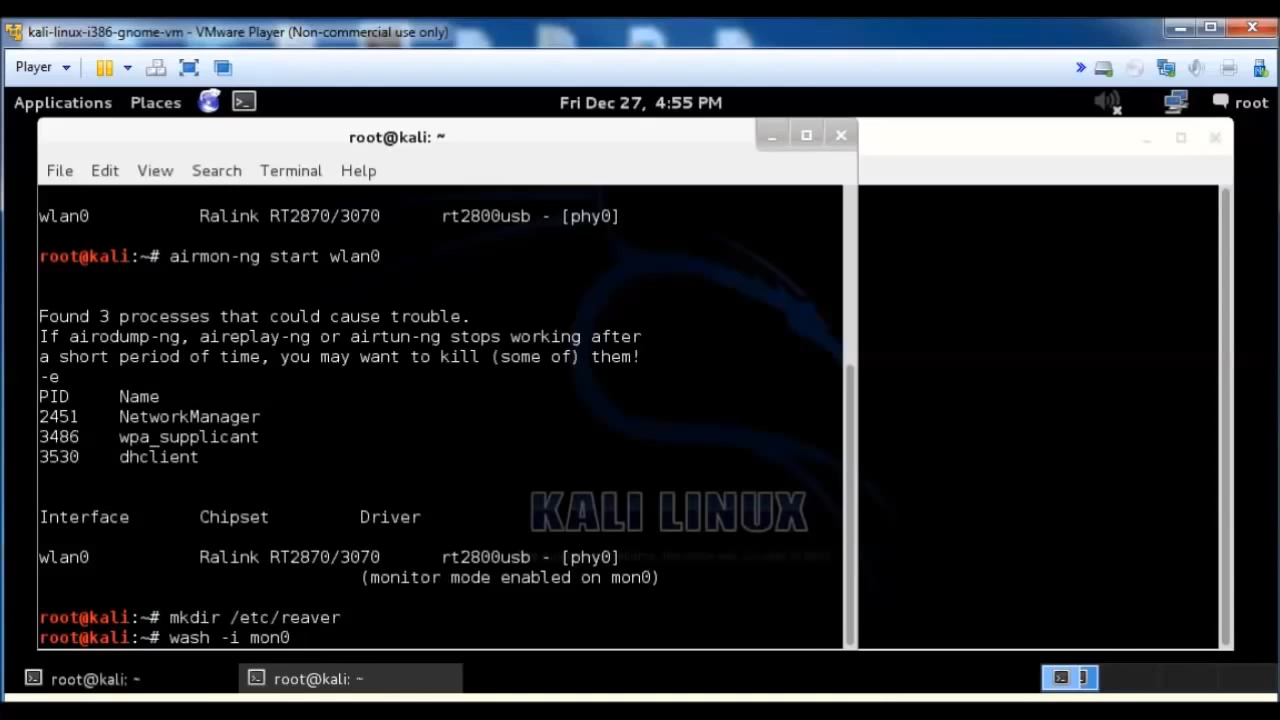 kali-linux-i386-gnome-vm - VMware Player (Non-commercial use only)
Player
Applications Places Fri Dec 27, 4:55 PM root
root@kali: ~
File Edit View Search Terminal Help
wlan0 Ralink RT2870/3070 rt2800usb - [phy0]
root@kali:~# airmon-ng start wlan0
Found 3 processes that could cause trouble.
If airodump-ng, aireplay-ng or airtun-ng stops working after
a short period of time, you may want to kill (some of) them!
-e
PID Name
2451 NetworkManager
3486 wpa_supplicant
3530 dhclient
KALI LINUX
Interface Chipset Driver
wlan0 Ralink RT2870/3070 rt2800usb - [phy0]
(monitor mode enabled on mon0)
root@kali:~# mkdir /etc/reaver
root@kali:~# wash -i mon0
root@kali: ~ root@kali: ~